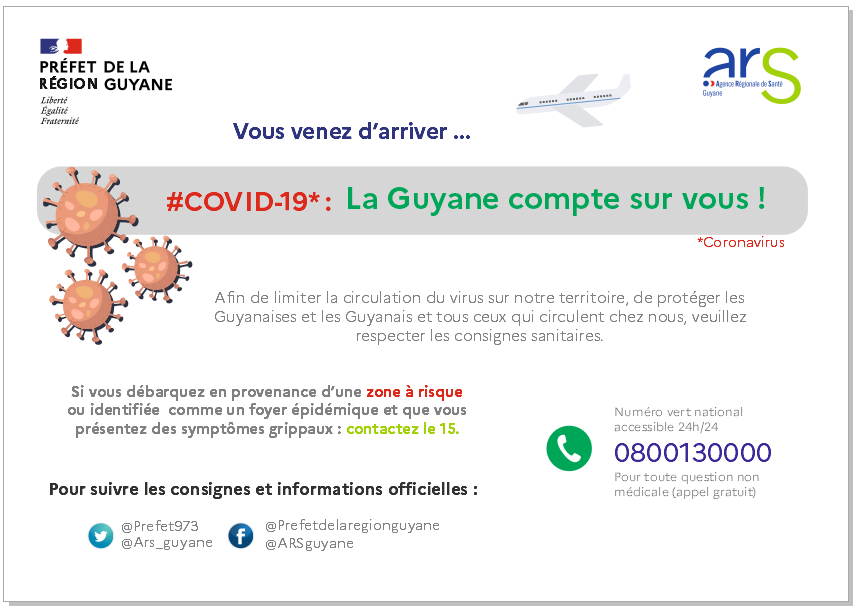 PRÉFET DE LA
RÉGION GUYANE
Liberté
Égalité
Fraternité
ars
Agence Régionale de Santé
Guyane
Vous venez d'arriver ...
#COVID-19* : La Guyane compte sur vous !
*Coronavirus
Afin de limiter la circulation du virus sur notre territoire, de protéger les
Guyanaises et les Guyanais et tous ceux qui circulent chez nous, veuillez
respecter les consignes sanitaires.
Si vous débarquez en provenance d'une zone à risque
ou identifiée comme un foyer épidémique et que vous
présentez des symptômes grippaux : contactez le 15.
Numéro vert national
accessible 24h/24
0800130000
Pour toute question non
médicale (appel gratuit)
Pour suivre les consignes et informations officielles :
@Prefet973
@Ars_guyane
@Prefetdelaregionguyane
@ARSguyane